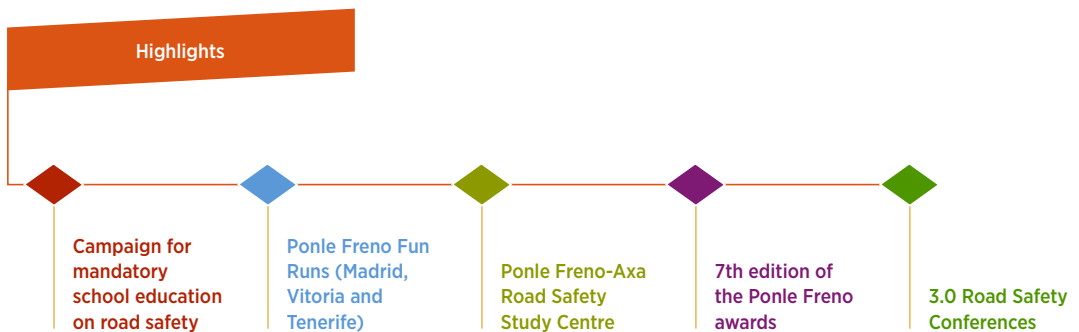 Highlights
Campaign for
mandatory
school education
on road safety
Ponle Freno Fun
Runs (Madrid,
Vitoria and
Tenerife)
Ponle Freno-Axa
Road Safety
Study Centre
7th edition of
the Ponle Freno
awards
3.0 Road Safety
Conferences